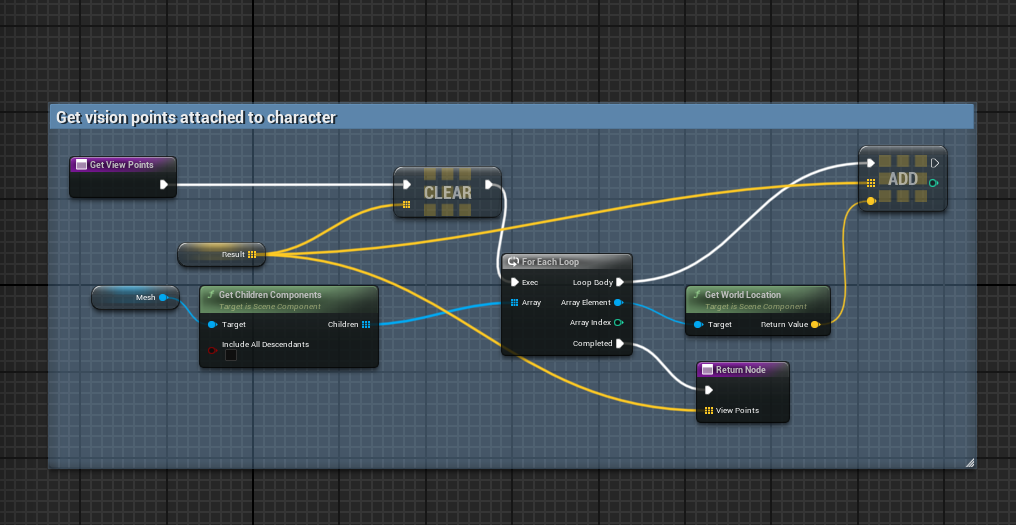 Get vision points attached to character
Get View Points
CLEAR
ADD
Result
For Each Loop
Exec
Loop Body
Array
Array Element
Array Index
Completed
Mesh
Get Children Components
Target is Scene Component
Target
Children
Include All Descendants
Get World Location
Target is Scene Component
Target
Return Value
Return Node
View Points